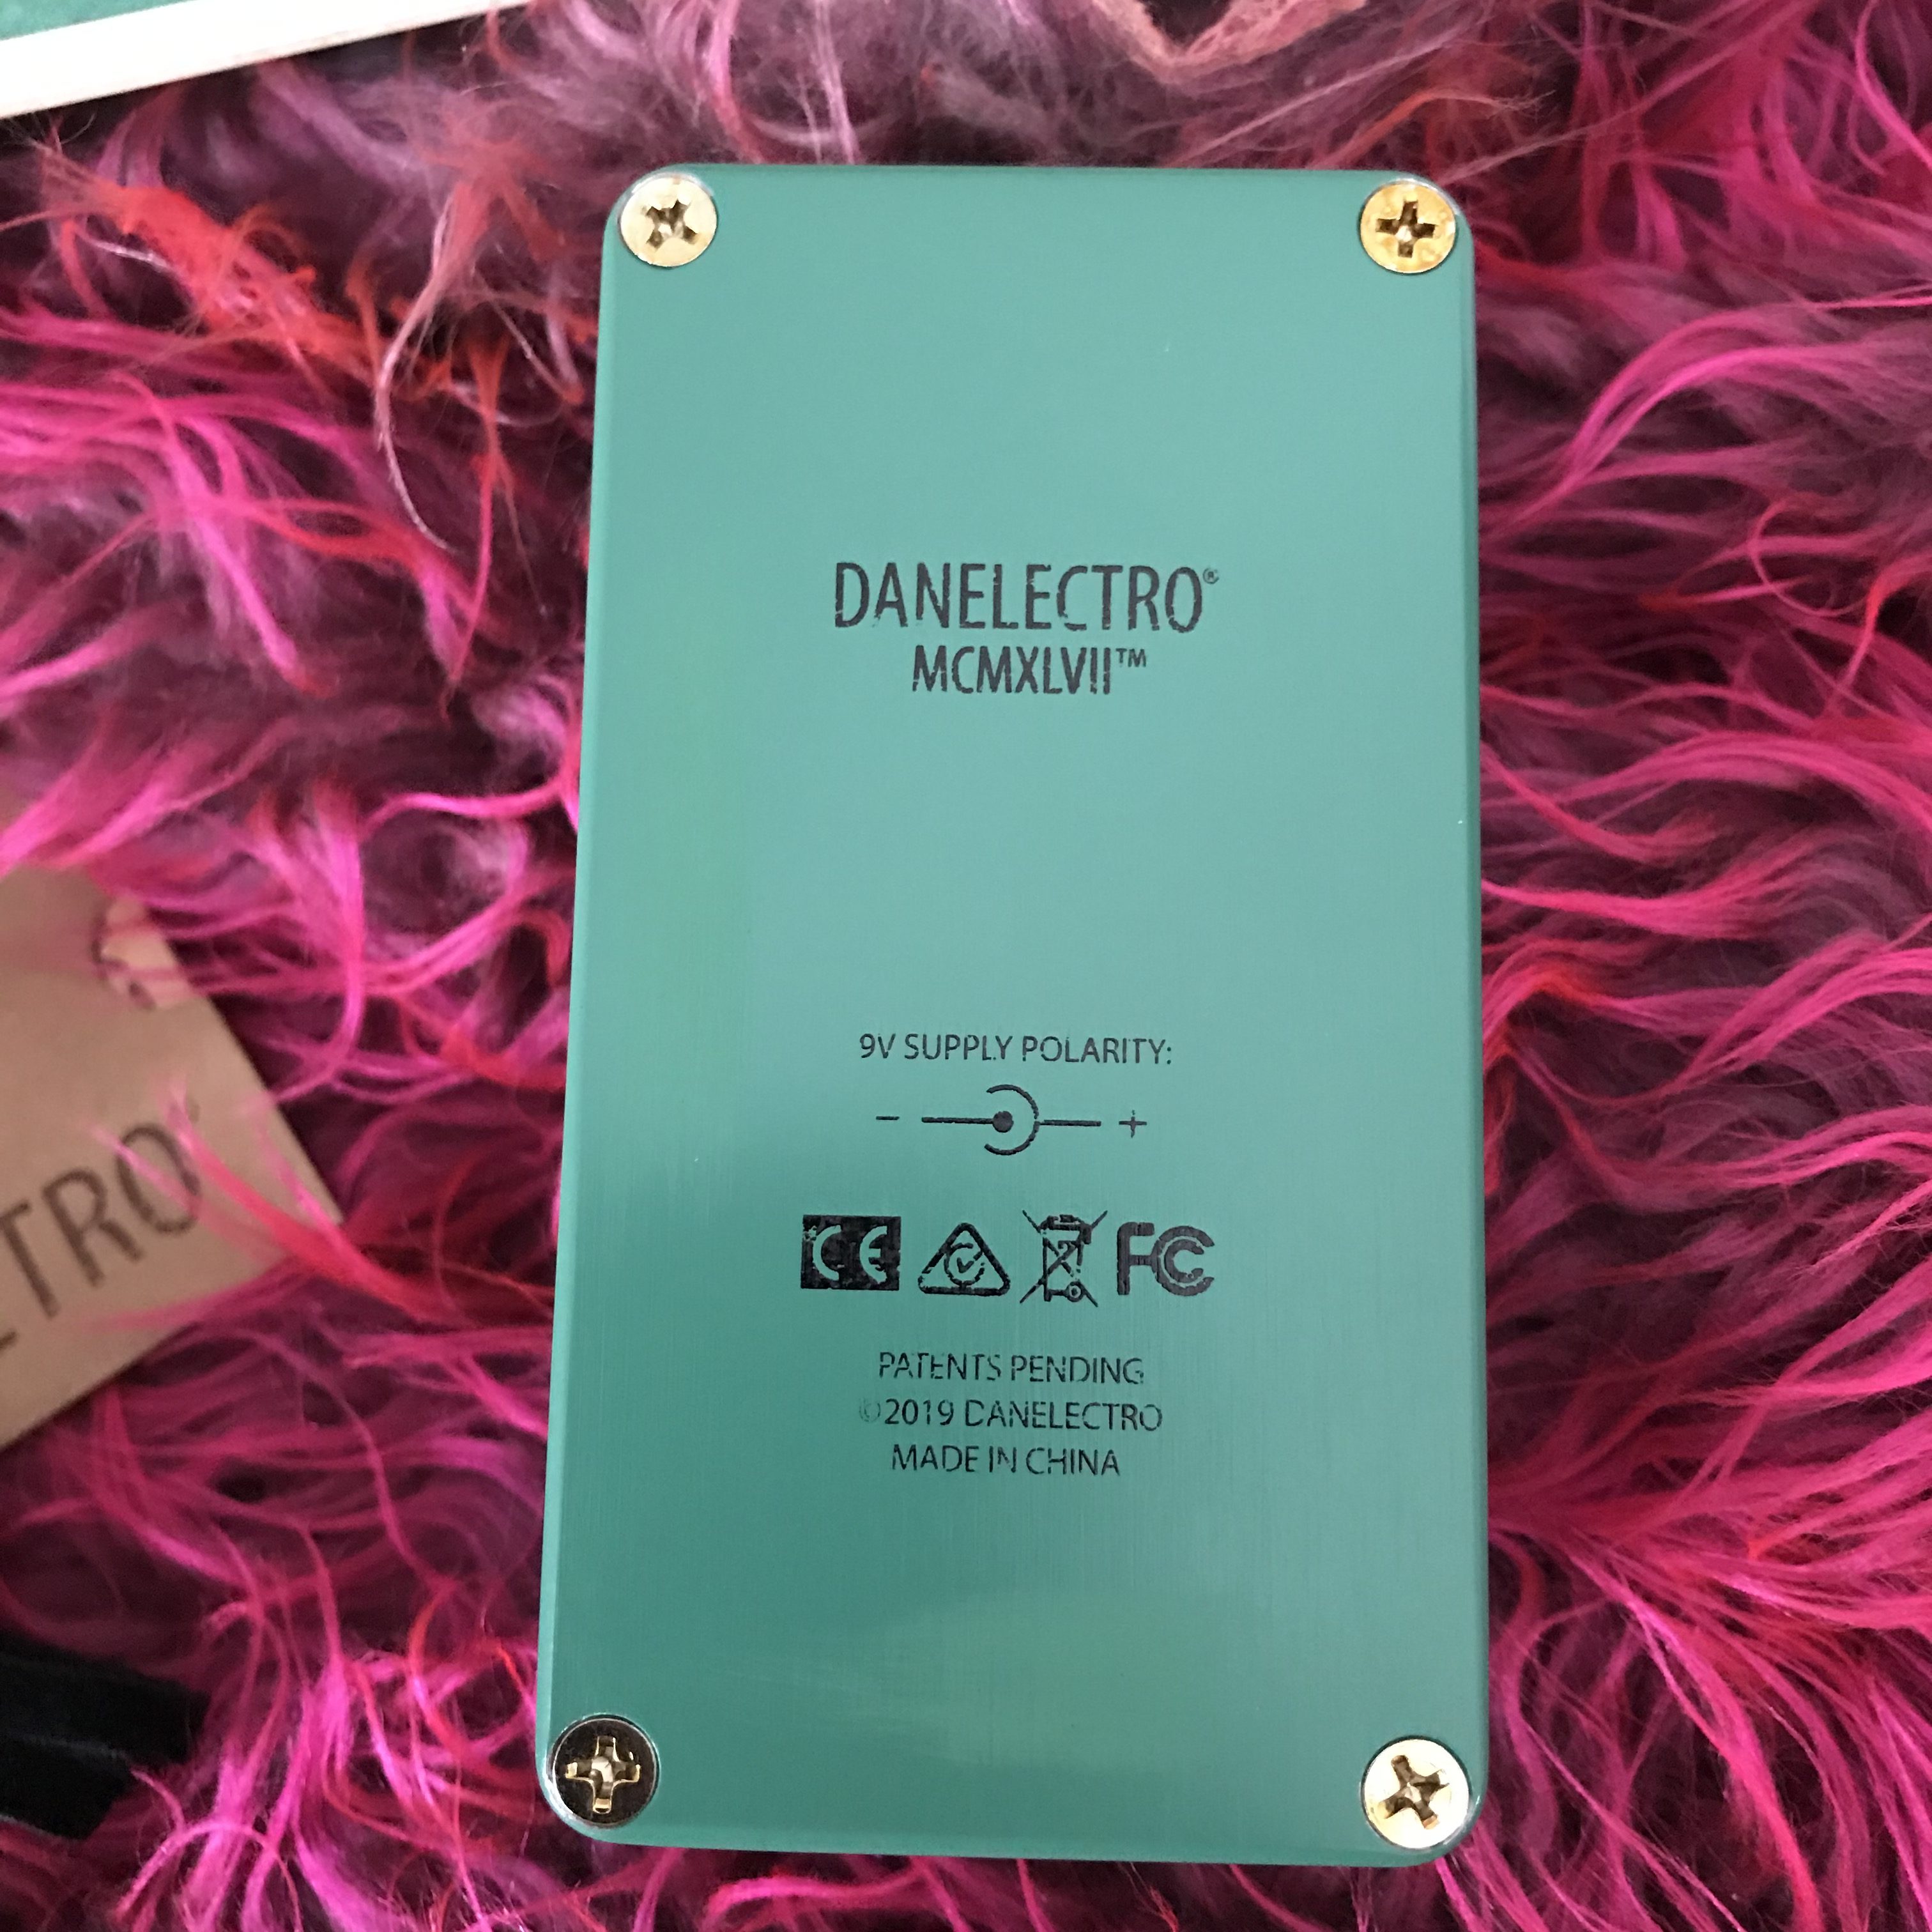 DANELECTRO®
MCMXLVII™
9V SUPPLY POLARITY:
- +
CE FC
PATENTS PENDING
©2019 DANELECTRO
MADE IN CHINA
TRO